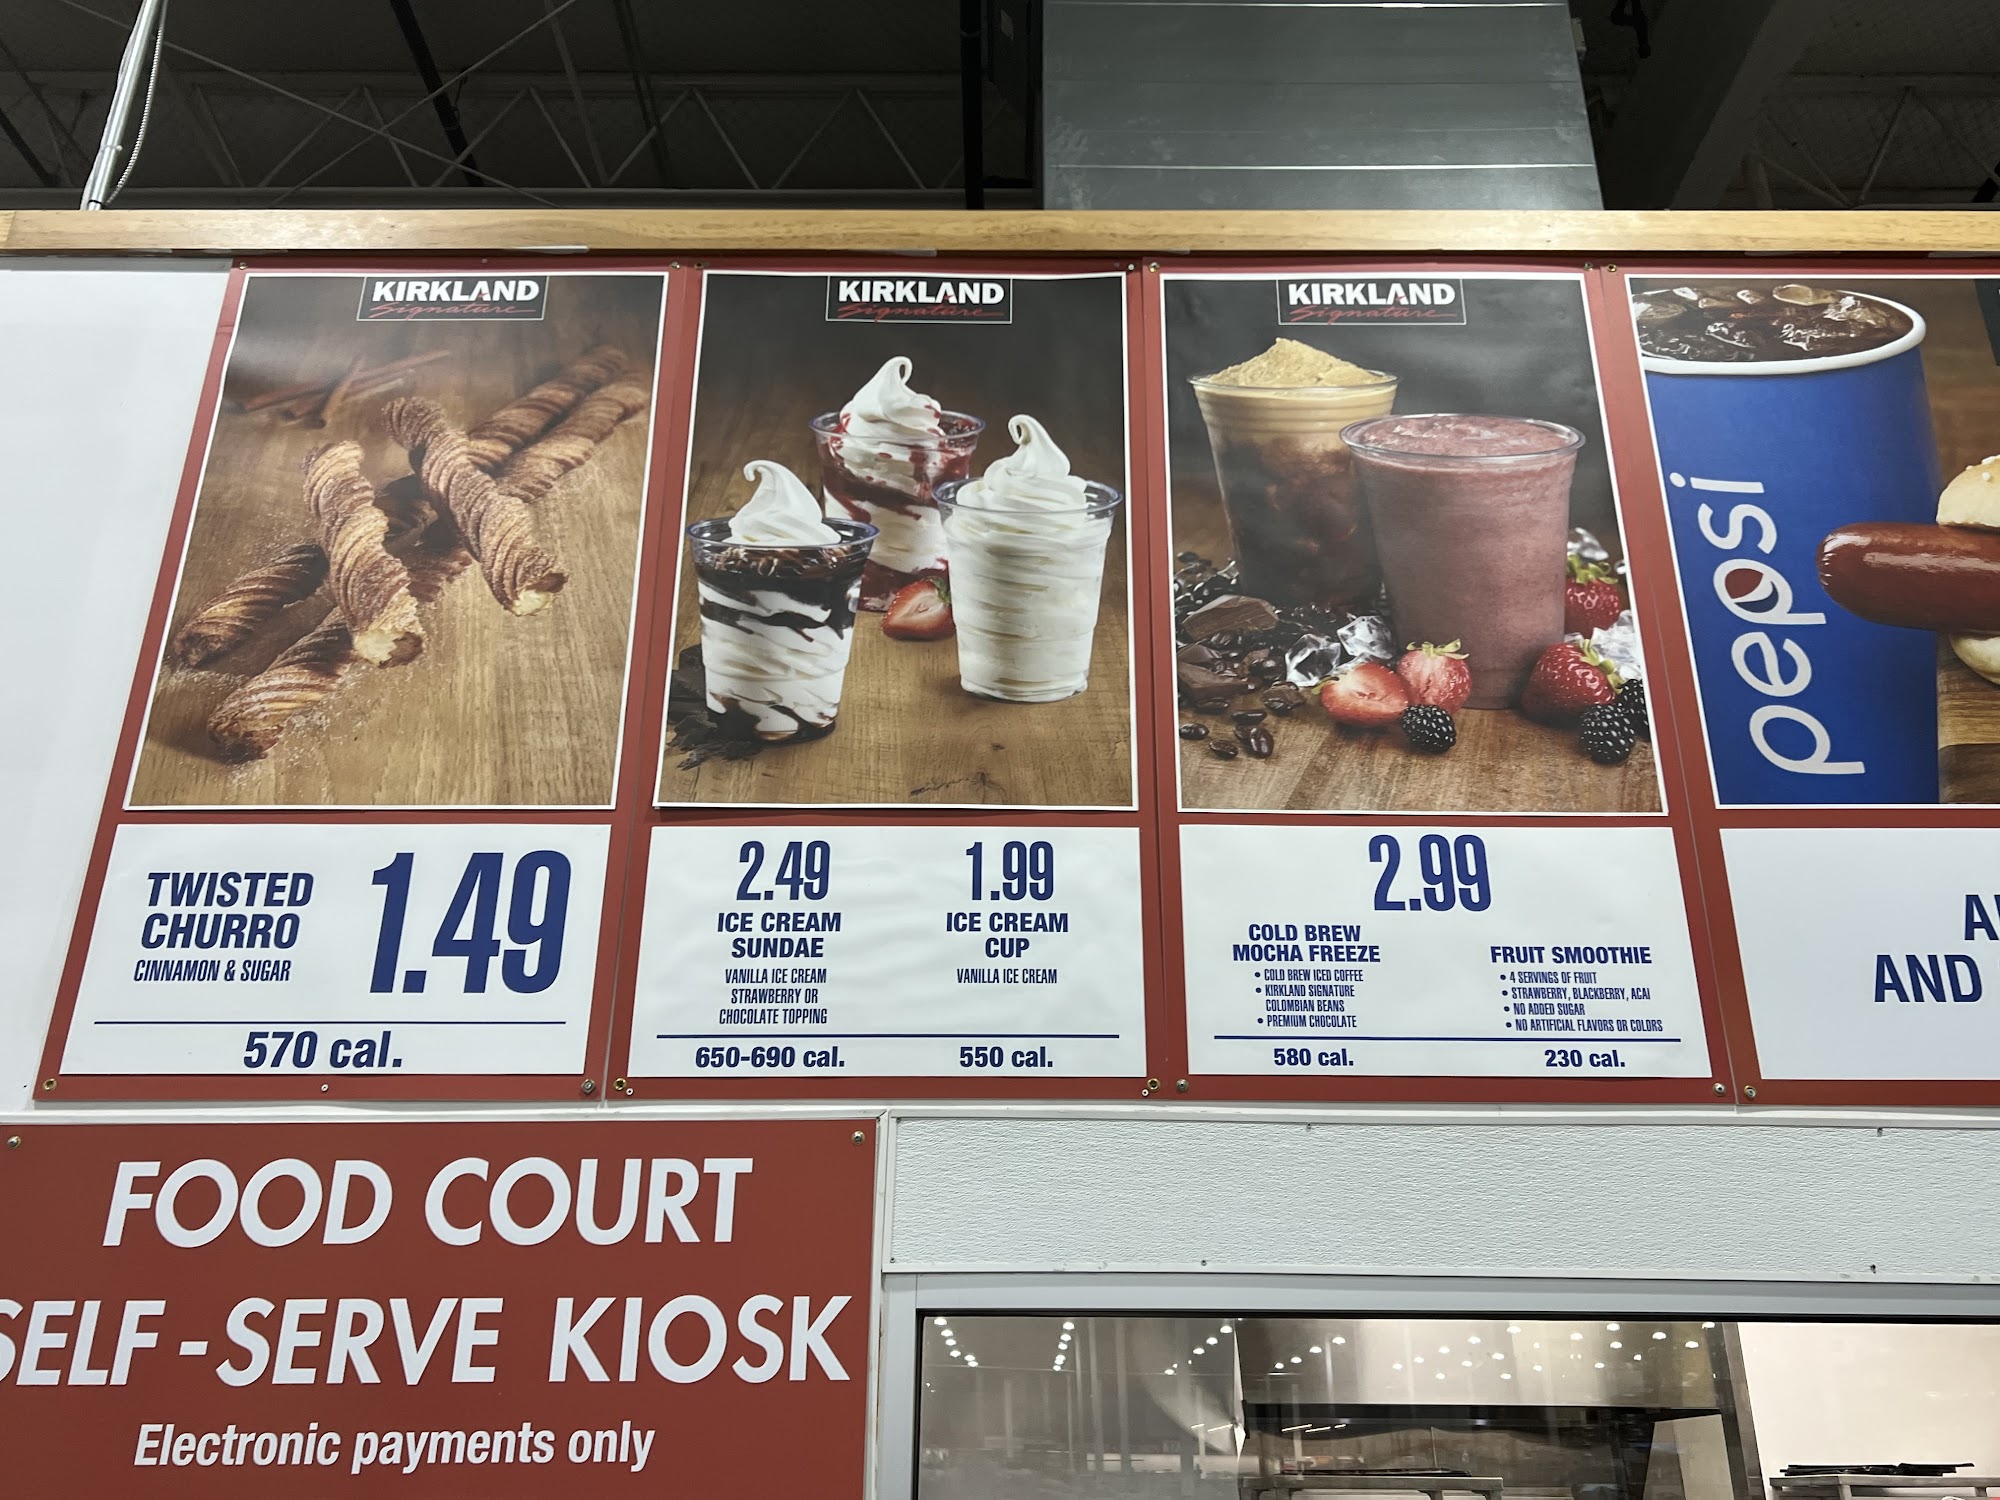 KIRKLAND
Signature
KIRKLAND
Signature
KIRKLAND
Signature
pepsi
TWISTED
CHURRO
CINNAMON & SUGAR
1.49
570 cal.
2.49
ICE CREAM
SUNDAE
VANILLA ICE CREAM
STRAWBERRY OR
CHOCOLATE TOPPING
650-690 cal.
1.99
ICE CREAM
CUP
VANILLA ICE CREAM
550 cal.
2.99
COLD BREW
MOCHA FREEZE
• COLD BREW ICED COFFEE
• KIRKLAND SIGNATURE
COLOMBIAN BEANS
• PREMIUM CHOCOLATE
580 cal.
FRUIT SMOOTHIE
• 4 SERVINGS OF FRUIT
• STRAWBERRY, BLACKBERRY, ACAI
• NO ADDED SUGAR
• NO ARTIFICIAL FLAVORS OR COLORS
230 cal.
AND
FOOD COURT
SELF-SERVE KIOSK
Electronic payments only